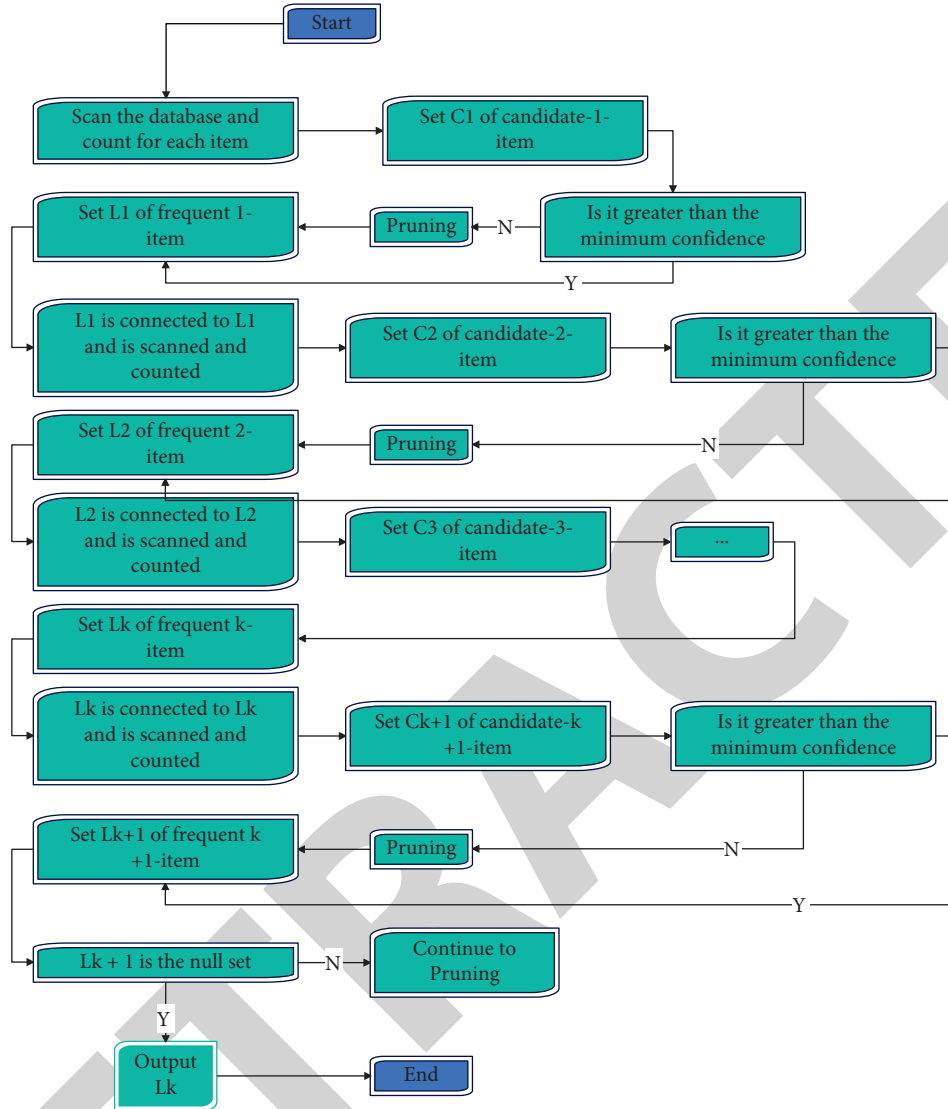 Start
Scan the database and
count for each item
Set C1 of candidate-1-
item
Set L1 of frequent 1-
item
Pruning
N
Is it greater than the
minimum confidence
Y
L1 is connected to L1
and is scanned and
counted
Set C2 of candidate-2-
item
Is it greater than the
minimum confidence
Set L2 of frequent 2-
item
Pruning
N
L2 is connected to L2
and is scanned and
counted
Set C3 of candidate-3-
item
...
Set Lk of frequent k-
item
Lk is connected to Lk
and is scanned and
counted
Set Ck+1 of candidate-k
+1-item
Is it greater than the
minimum confidence
Set Lk+1 of frequent k
+1-item
Pruning
N
Y
Lk + 1 is the null set
N
Continue to
Pruning
Y
Output
Lk
End